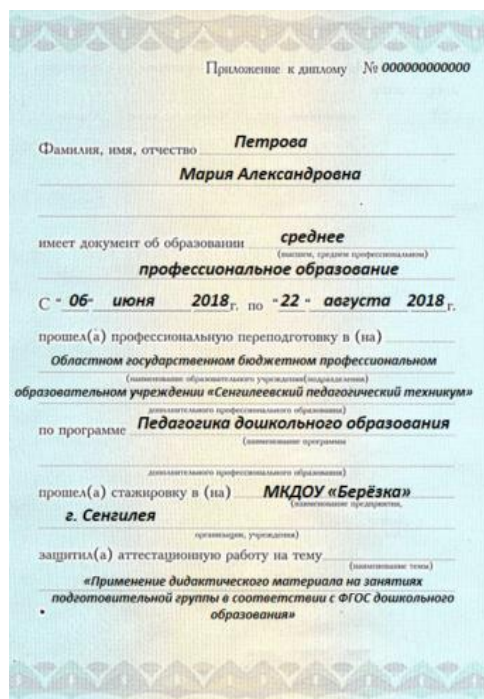 Приложение к диплому № 000000000000
Фамилия, имя, отчество Петрова
Мария Александровна
имеет документ об образовании среднее
(высшем, среднем профессиональном)
профессиональное образование
С "06" июня 2018 г. по "22" августа 2018 г.
прошел(а) профессиональную переподготовку в (на)
Областном государственном бюджетном профессиональном
(наименование образовательного учреждения(подразделения)
образовательном учреждении «Сенгилеевский педагогический техникум»
дополнительного профессионального образования)
по программе Педагогика дошкольного образования
(наименование программы
дополнительного профессионального образования)
прошел(а) стажировку в (на) МКДОУ «Берёзка»
(наименование предприятия,
г. Сенгилея
организации, учреждения)
защитил(а) аттестационную работу на тему
(наименование темы)
«Применение дидактического материала на занятиях
подготовительной группы в соответствии с ФГОС дошкольного
образования»